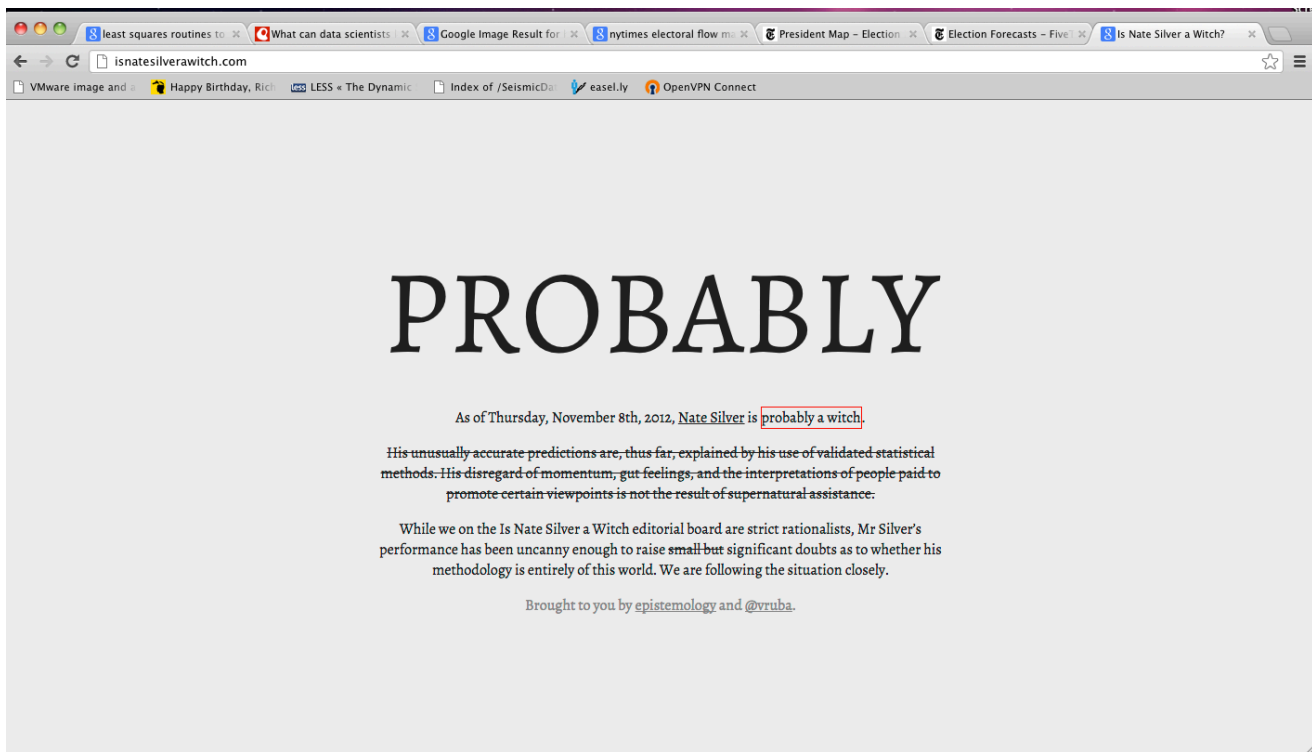 least squares routines to
What can data scientists
Google Image Result for
nytimes electoral flow ma
President Map – Election
Election Forecasts – Five
Is Nate Silver a Witch?
isnatesilverawitch.com
VMware image and a
Happy Birthday, Rich
LESS LESS « The Dynamic
Index of /SeismicDa
easel.ly
OpenVPN Connect
PROBABLY
As of Thursday, November 8th, 2012, Nate Silver is probably a witch.
His unusually accurate predictions are, thus far, explained by his use of validated statistical
methods. His disregard of momentum, gut feelings, and the interpretations of people paid to
promote certain viewpoints is not the result of supernatural assistance.
While we on the Is Nate Silver a Witch editorial board are strict rationalists, Mr Silver's
performance has been uncanny enough to raise small but significant doubts as to whether his
methodology is entirely of this world. We are following the situation closely.
Brought to you by epistemology and @vruba.